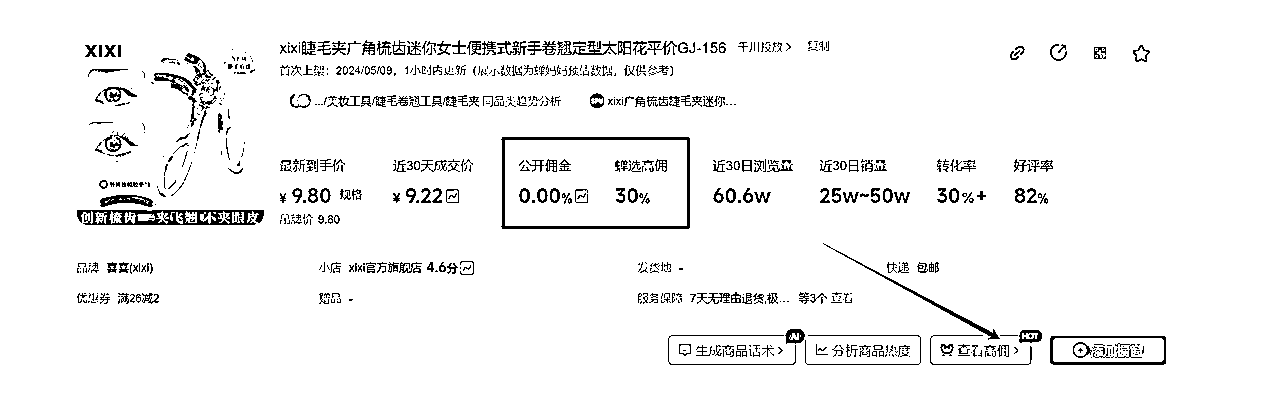 XIXI
xixi睫毛夹广角梳齿迷你女士便携式新手卷翘定型太阳花平价GJ-156 千川投放> 复制
首次上架：2024/05/09，1小时内更新（展示数据为蝉妈妈预估数据，仅供参考）
.../美妆工具/睫毛卷翘工具/睫毛夹 同品类趋势分析 xixi广角梳齿睫毛夹迷你...
最新到手价 近30天成交价 公开佣金 蝉选高佣 近30日浏览量 近30日销量 转化率 好评率
¥ 9.80 规格 ¥ 9.22 0.00% 30% 60.6w 25w~50w 30%+ 82%
品牌价 9.80
创新梳齿 一夹飞翘 不夹眼皮
品牌 喜喜(xixi) 小店 xixi官方旗舰店 4.6分 发货地 - 快递 包邮
优惠券 满26减2 赠品 - 服务保障 7天无理由退货,极... 等3个 查看
AI HOT
生成商品话术> 分析商品热度 查看高佣> 添加橱窗